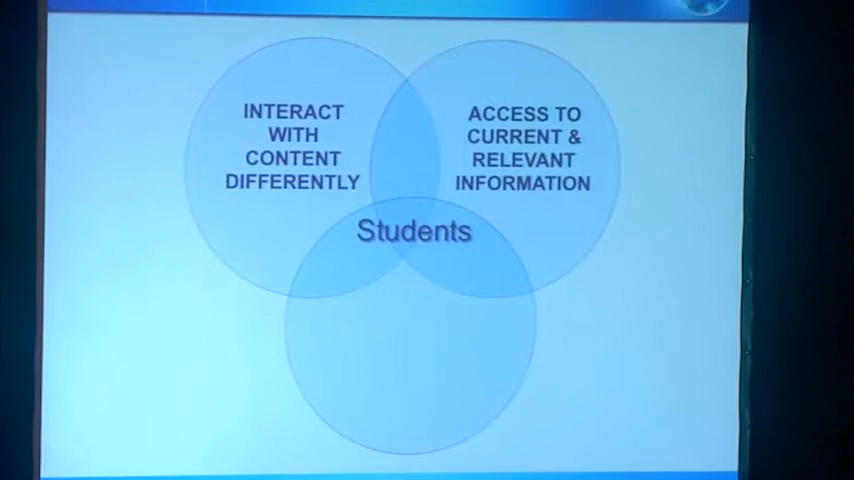 INTERACT
WITH
CONTENT
DIFFERENTLY
ACCESS TO
CURRENT &
RELEVANT
INFORMATION
Students